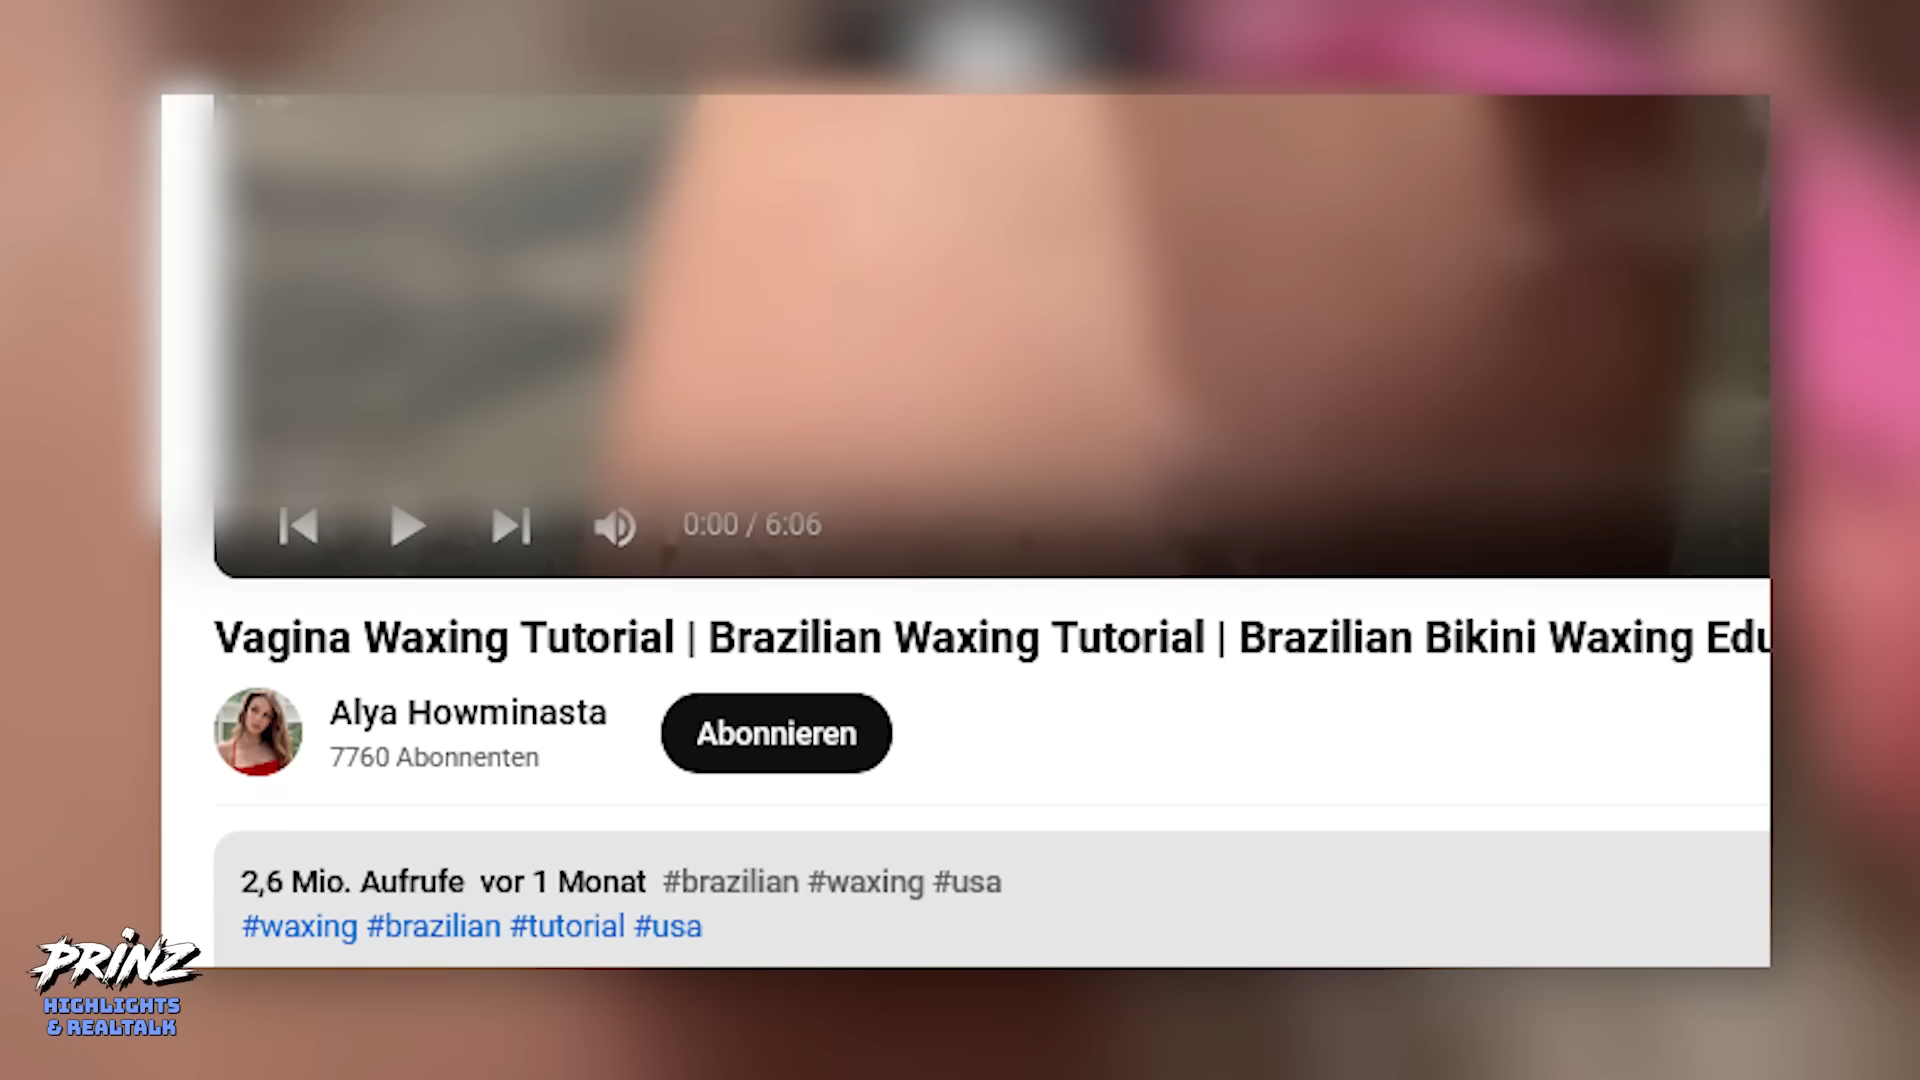 0:00 / 6:06
Vagina Waxing Tutorial | Brazilian Waxing Tutorial | Brazilian Bikini Waxing Edu
Alya Howminasta
7760 Abonnenten
Abonnieren
2,6 Mio. Aufrufe vor 1 Monat #brazilian #waxing #usa
#waxing #brazilian #tutorial #usa
PRINZ
HIGHLIGHTS
& REALTALK